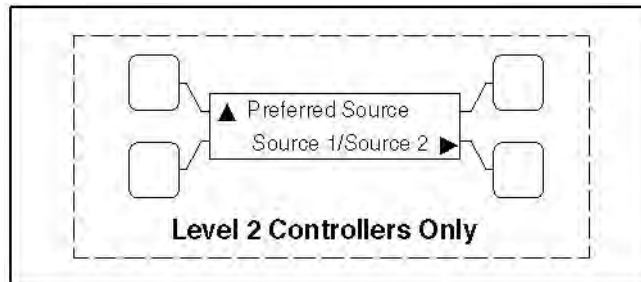 ▲ Preferred Source
Source 1/Source 2 ►
Level 2 Controllers Only